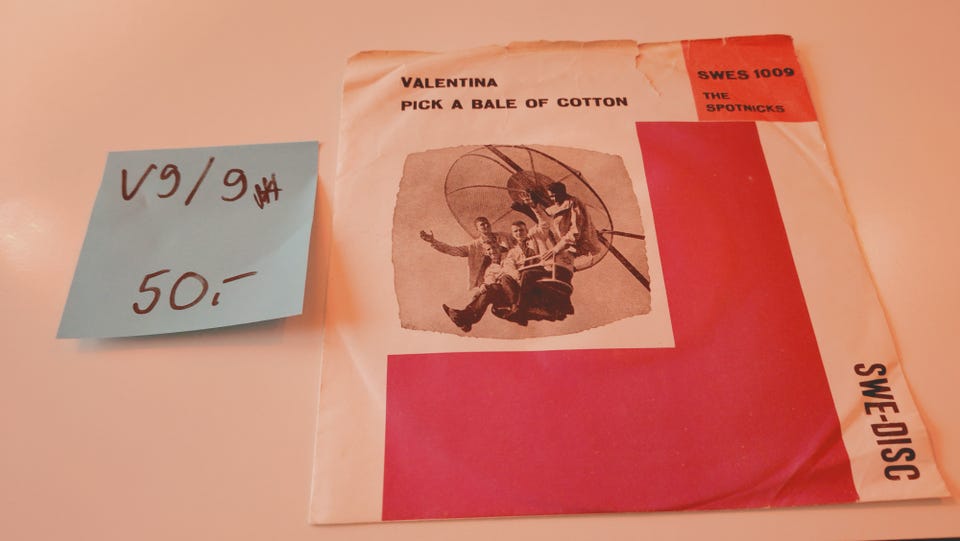 V9/9
50.-
VALENTINA
PICK A BALE OF COTTON
SWES 1009
THE
SPOTNICKS
SWE-DISC